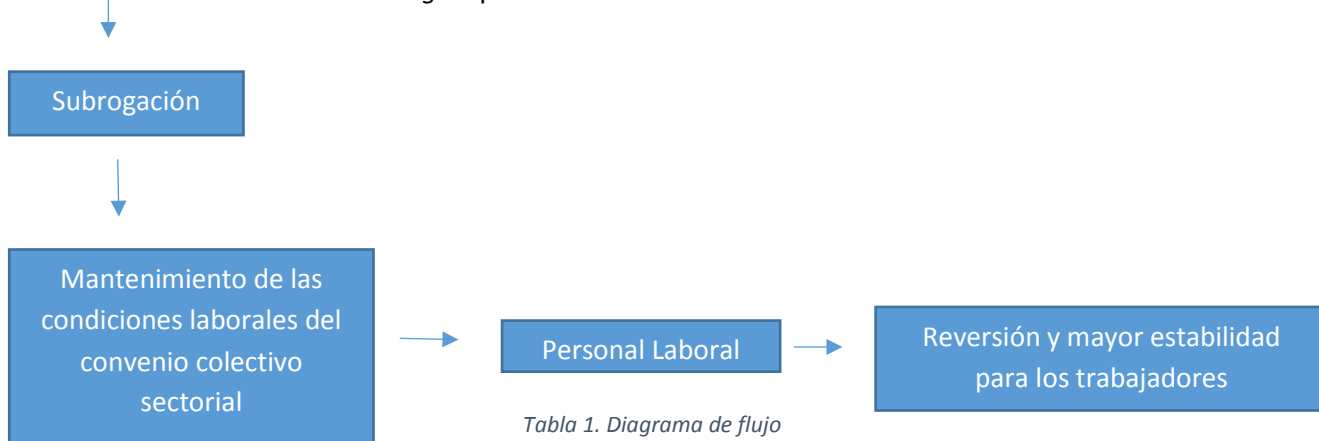 Subrogación
Mantenimiento de las
condiciones laborales del
convenio colectivo
sectorial
Personal Laboral
Reversión y mayor estabilidad
para los trabajadores
Tabla 1. Diagrama de flujo